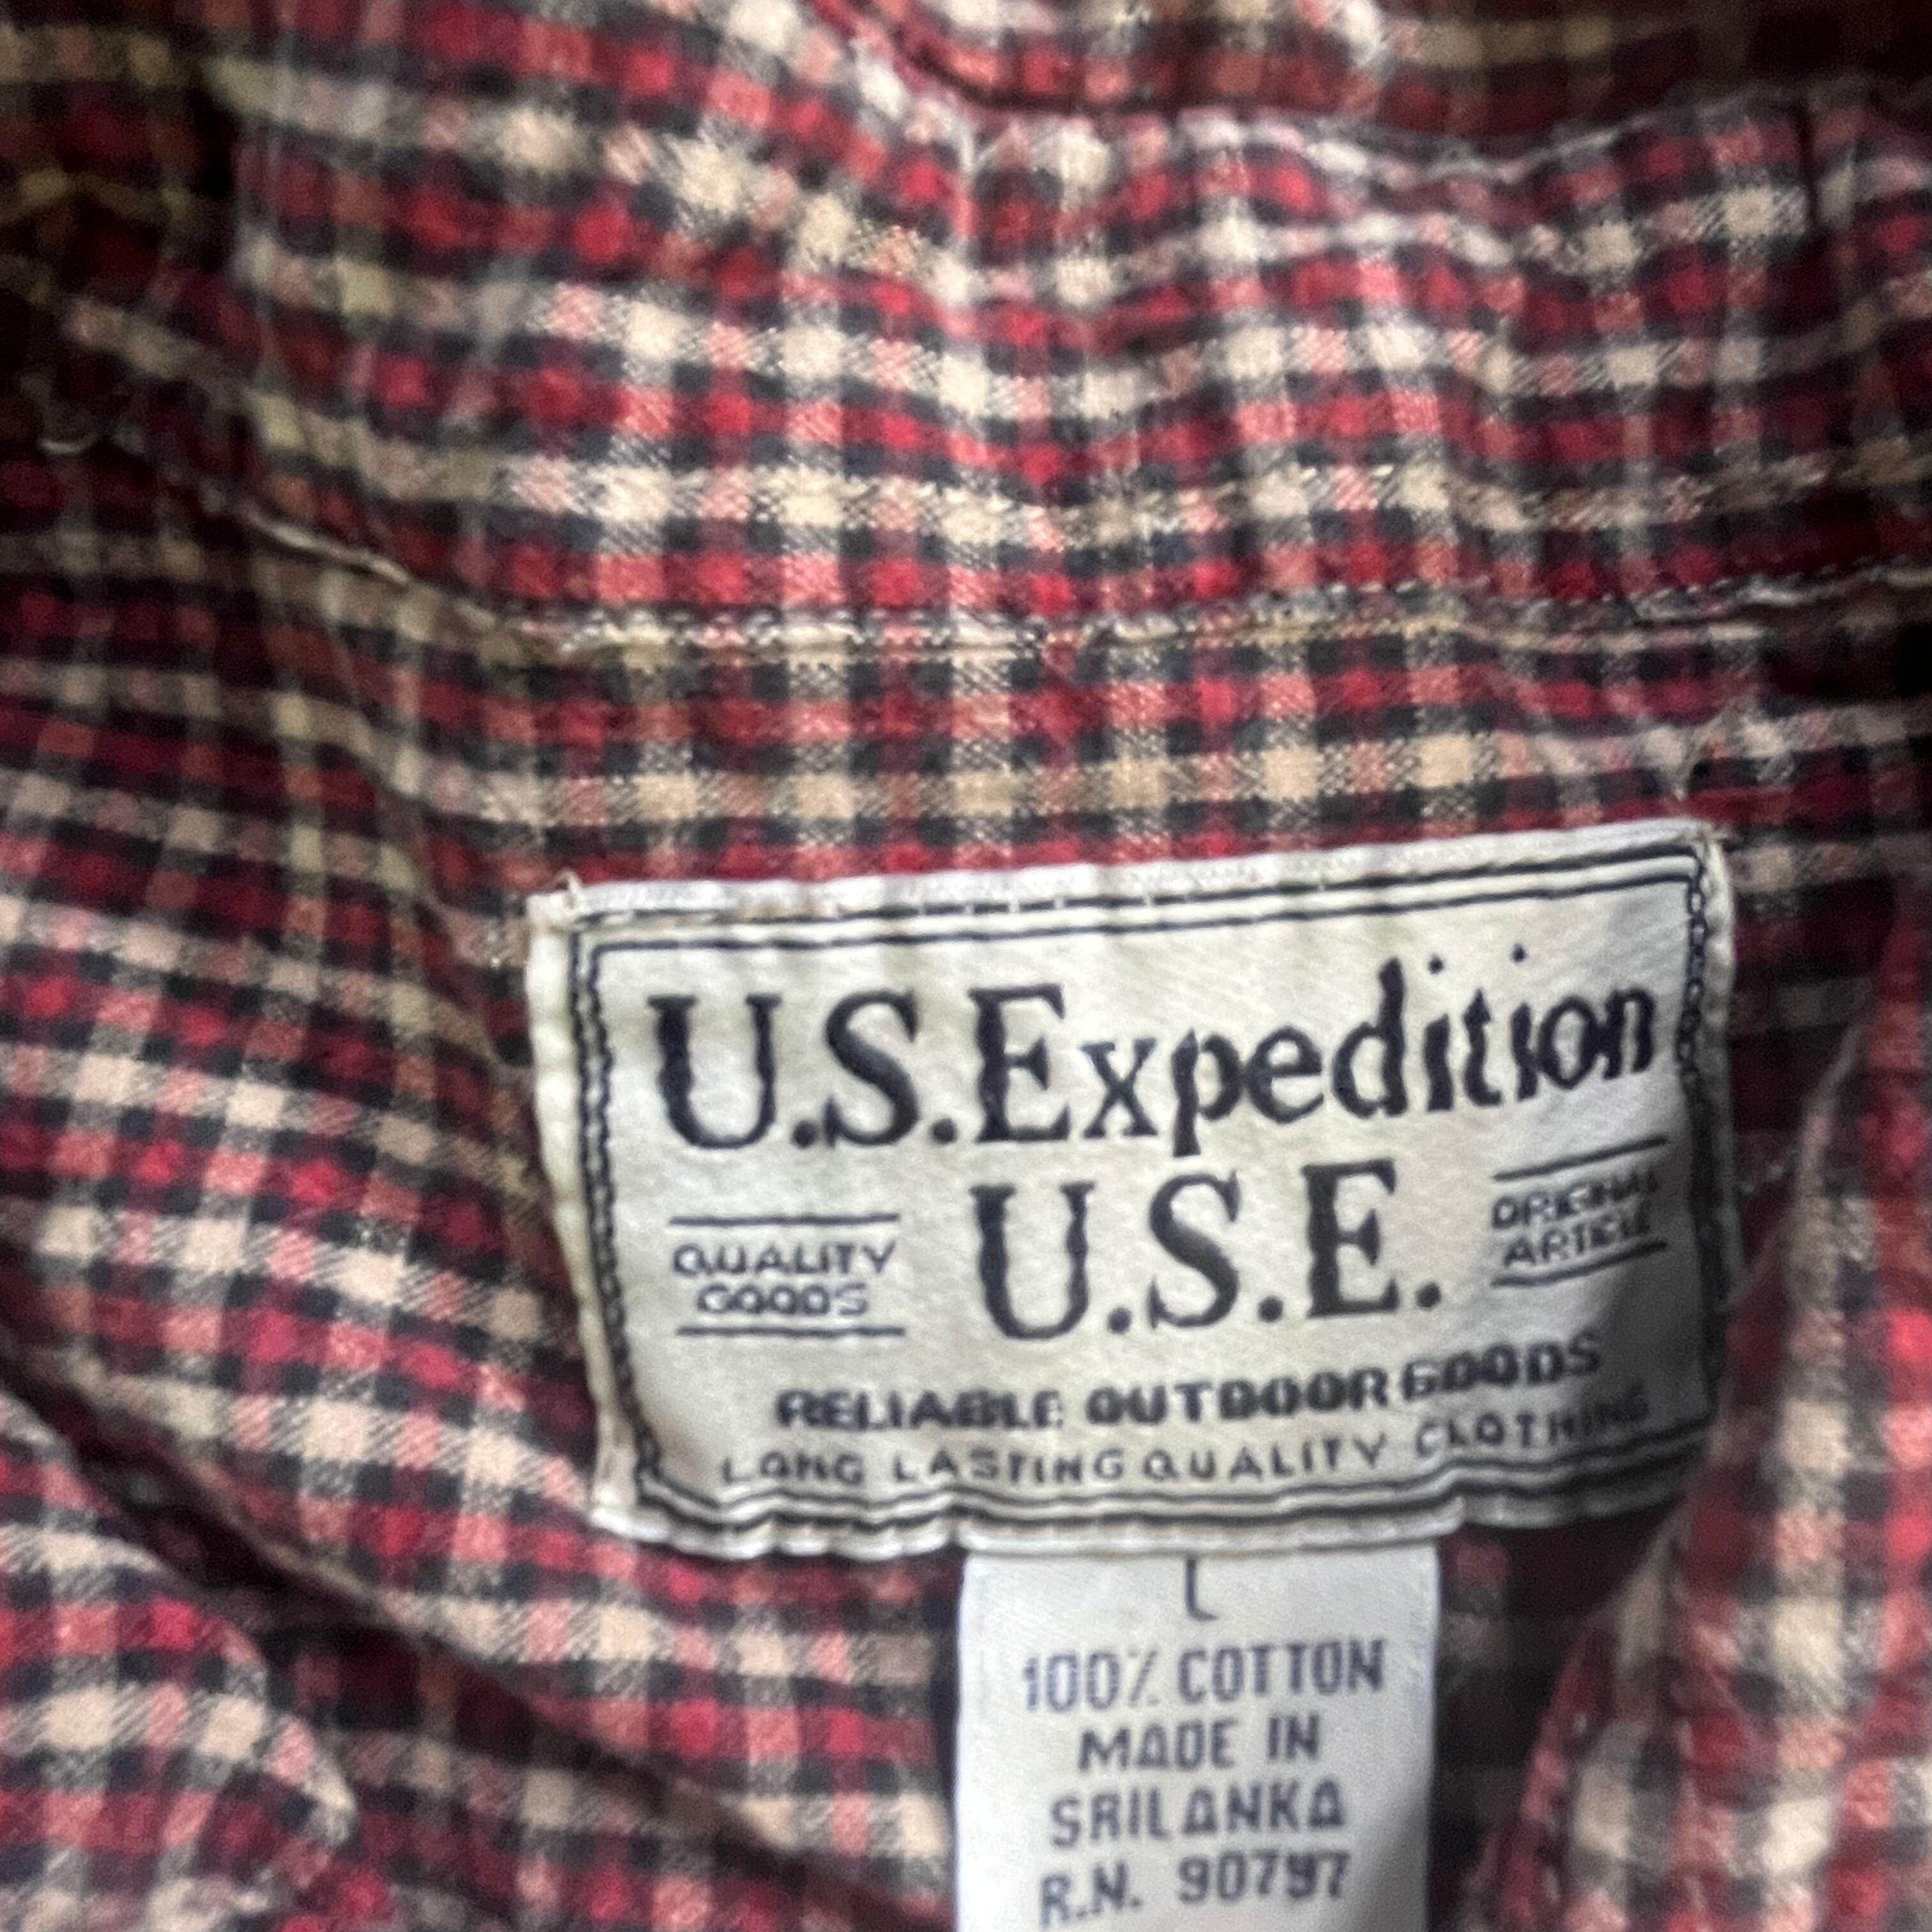 U.S.Expedition
QUALITY
GOODS
U.S.E.
ORIGINAL
ARTICLE
RELIABLE OUTDOOR GOODS
LONG LASTING QUALITY CLOTHING
L
100% COTTON
MADE IN
SRILANKA
R.N. 90797